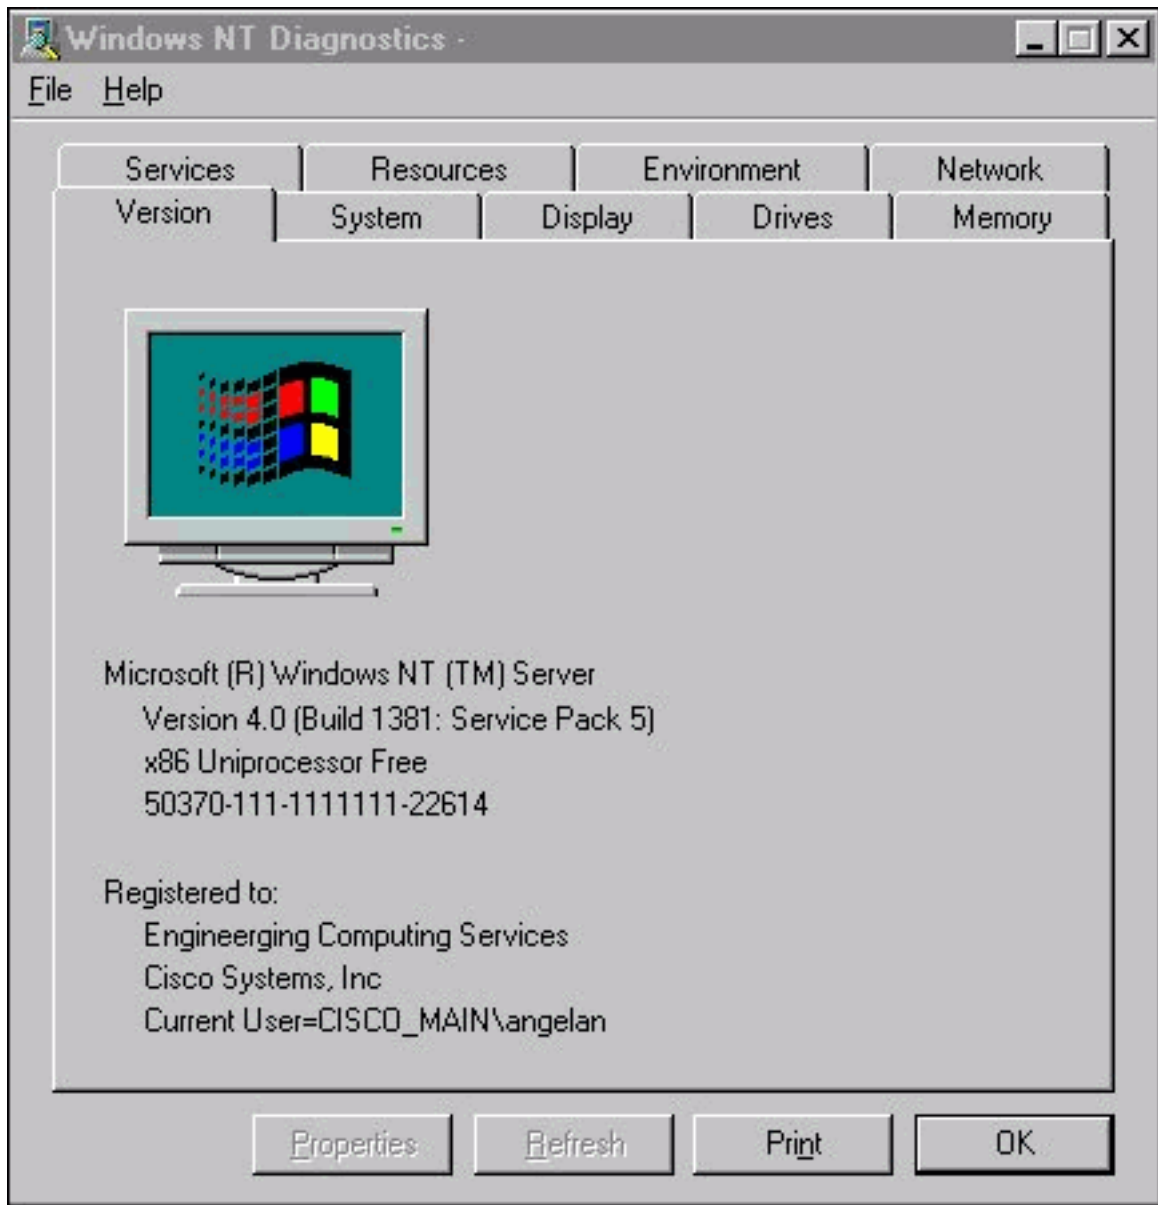 Windows NT Diagnostics -
File Help
Services Resources Environment Network
Version System Display Drives Memory
Microsoft (R) Windows NT (TM) Server
Version 4.0 (Build 1381: Service Pack 5)
x86 Uniprocessor Free
50370-111-1111111-22614
Registered to:
Engineerging Computing Services
Cisco Systems, Inc
Current User=CISCO_MAIN\angelan
Properties Refresh Print OK